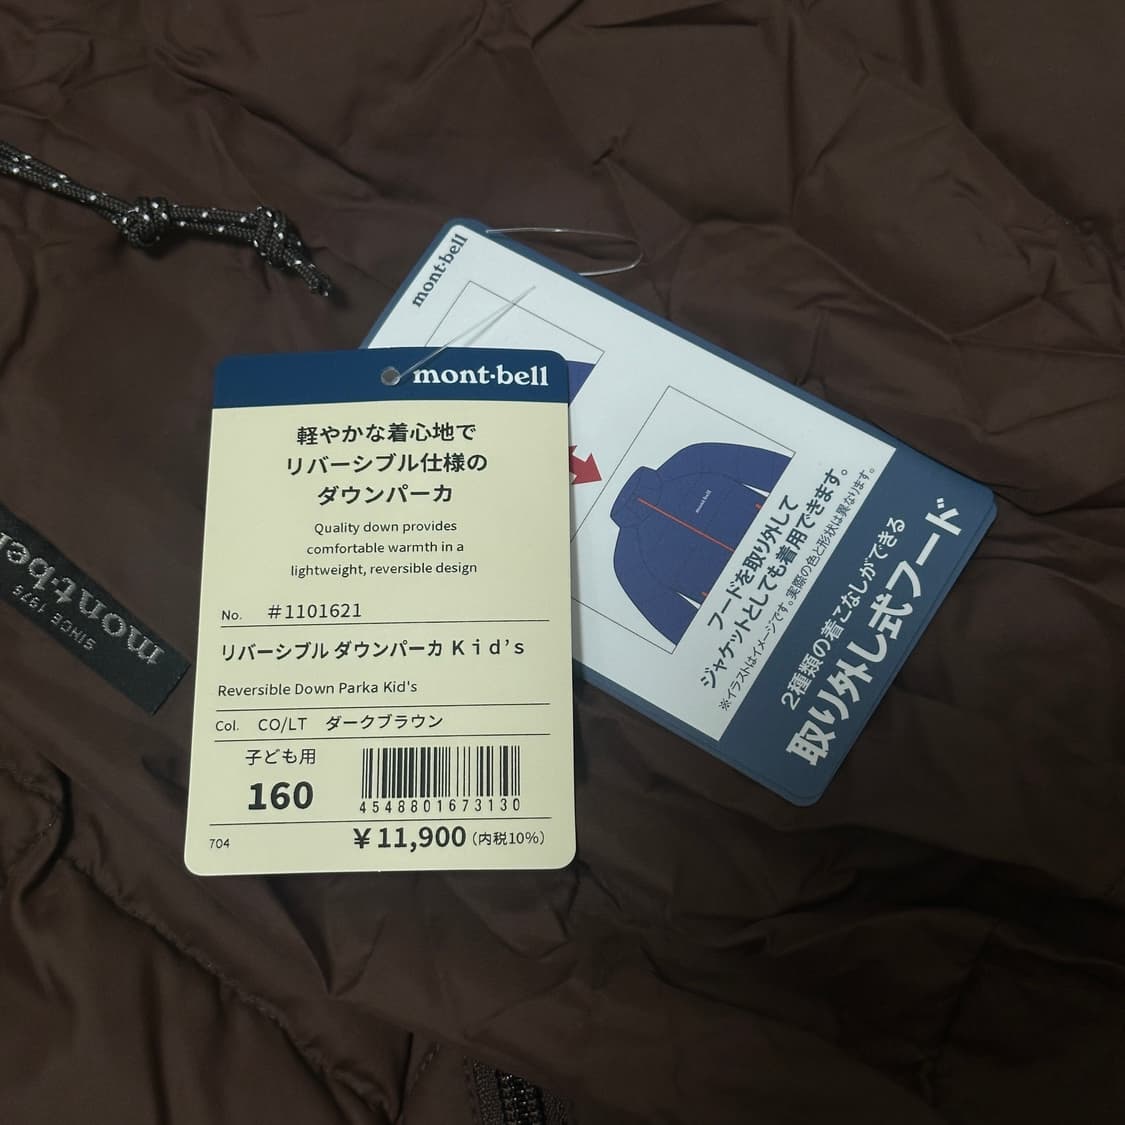 mont·bell
軽やかな着心地で
リバーシブル仕様の
ダウンパーカ
Quality down provides
comfortable warmth in a
lightweight, reversible design
No. #1101621
リバーシブル ダウンパーカ Kid's
Reversible Down Parka Kid's
Col. CO/LT ダークブラウン
子ども用
160
4548801673130
704
¥11,900(内税10%)
mont·bell
mont·bell
フードを取り外して
ジャケットとしても着用できます。
※イラストはイメージです。実際の色と形状は異なります。
2種類の着こなしができる
取り外し式フード
mont·bel
SINCE 1975